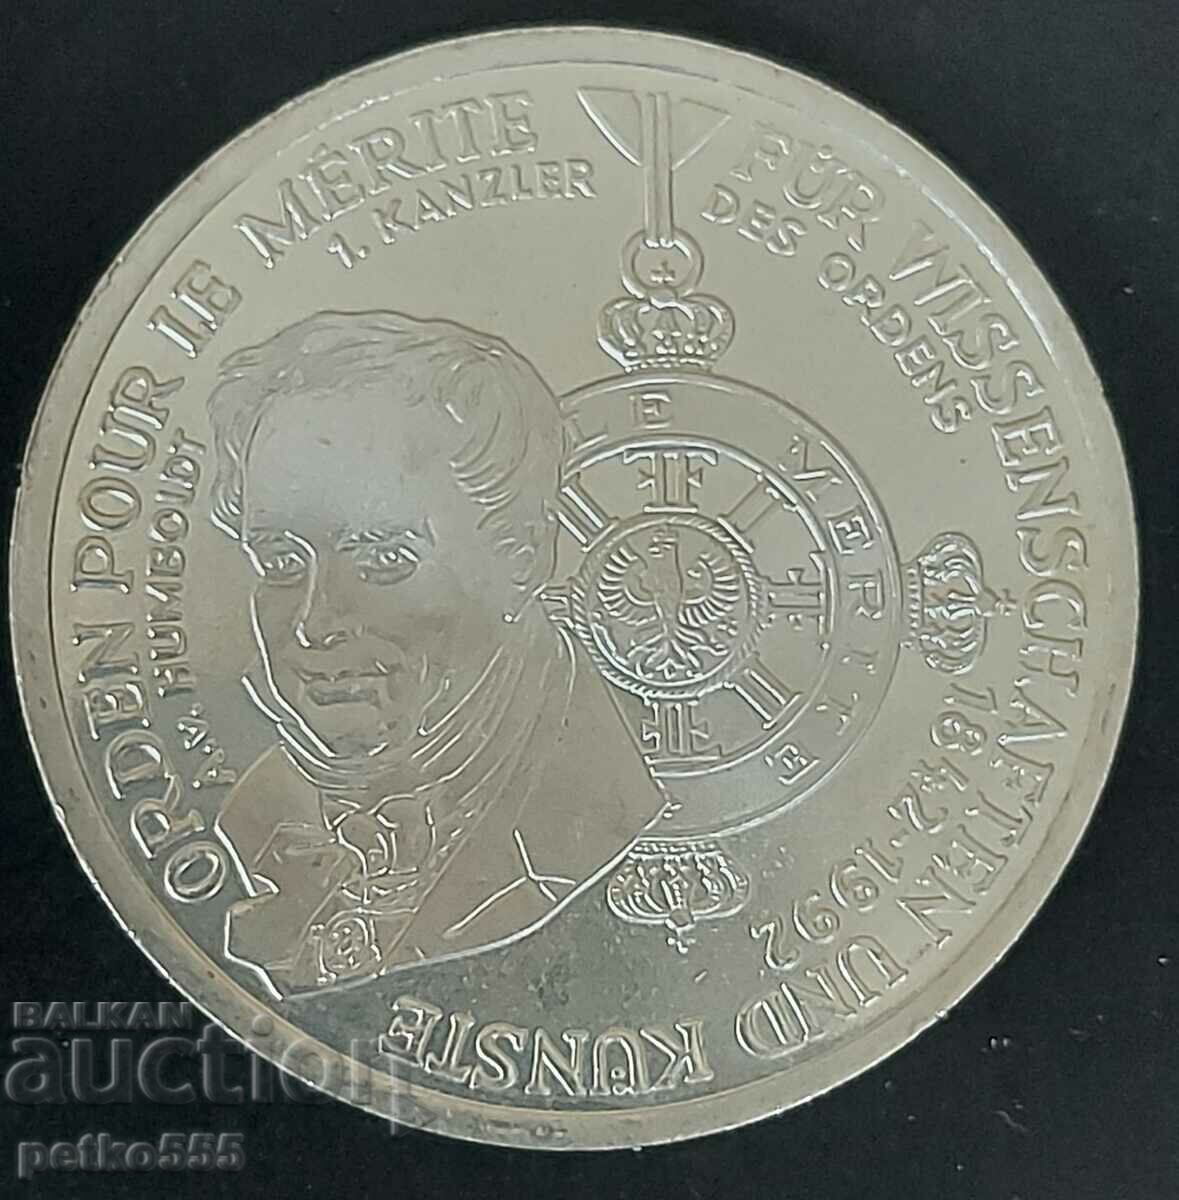 ORDEN POUR LE MÉRITE FÜR WISSENSCHAFTEN UND KÜNSTE
A.v. HUMBOLDT 1. KANZLER DES ORDENS 1842-1992
LE MERITE
BALKAN
auction
petko555